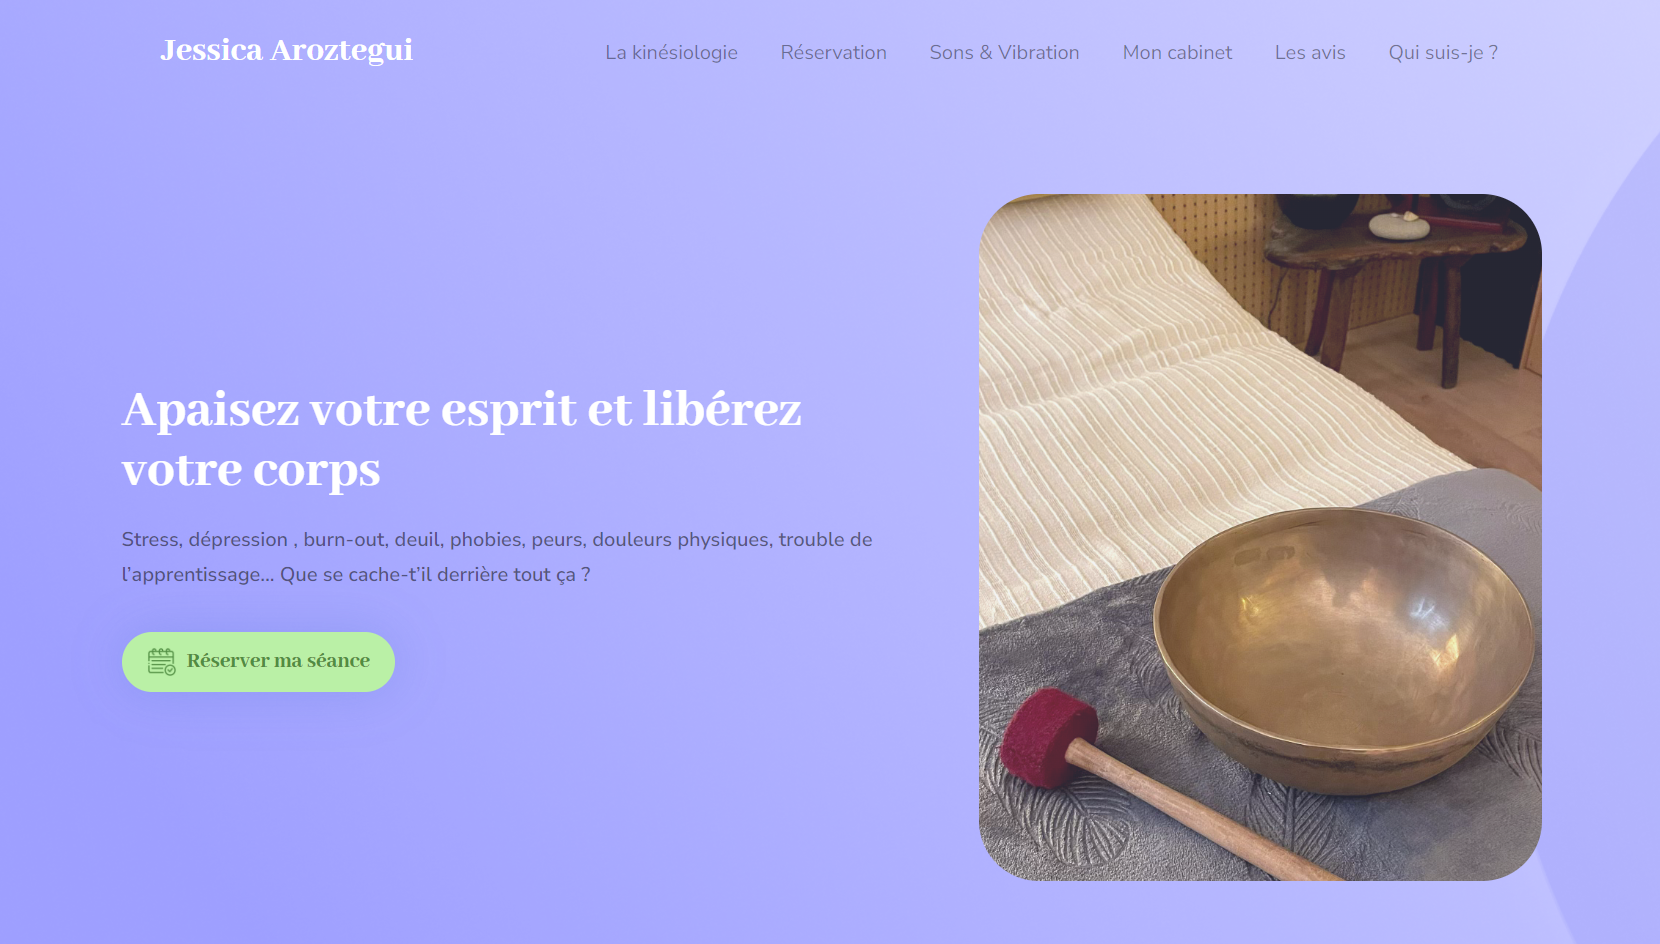 Jessica Aroztegui
La kinésiologie Réservation Sons & Vibration Mon cabinet Les avis Qui suis-je ?
Apaisez votre esprit et libérez
votre corps
Stress, dépression , burn-out, deuil, phobies, peurs, douleurs physiques, trouble de
l'apprentissage... Que se cache-t'il derrière tout ça ?
Réserver ma séance